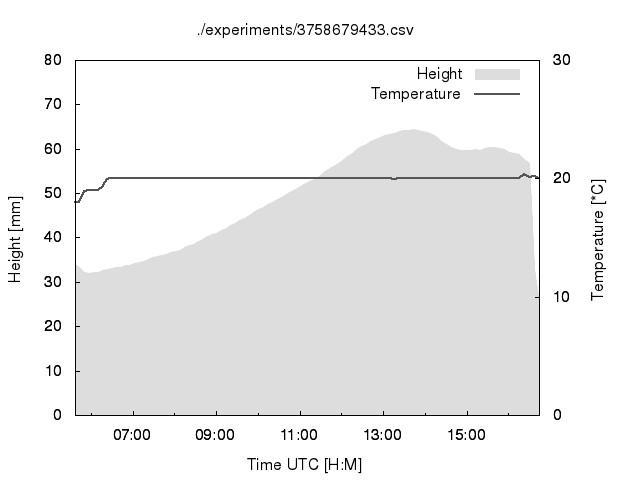 ./experiments/3758679433.csv
80
70
60
50
40
30
20
10
0
Height [mm]
Height
Temperature
30
20
10
0
Temperature [*C]
07:00 09:00 11:00 13:00 15:00
Time UTC [H:M]